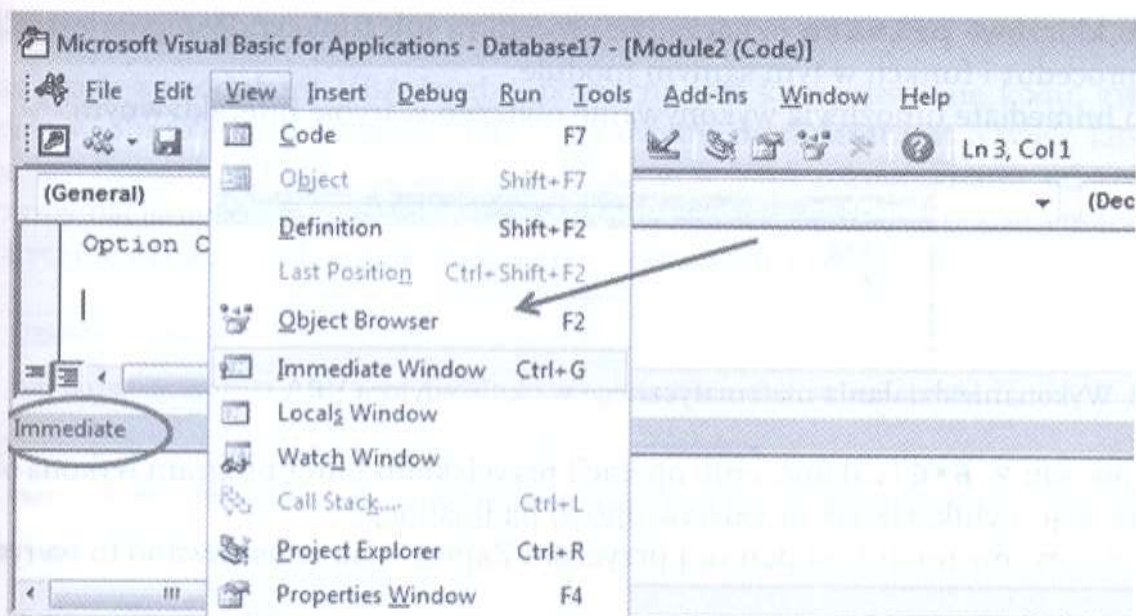 Microsoft Visual Basic for Applications - Database17 - [Module2 (Code)]
File Edit View Insert Debug Run Tools Add-Ins Window Help
Ln 3, Col 1
(General) (Dec
Option C
Code F7
Object Shift+F7
Definition Shift+F2
Last Position Ctrl+Shift+F2
Object Browser F2
Immediate Window Ctrl+G
Locals Window
Watch Window
Call Stack... Ctrl+L
Project Explorer Ctrl+R
Properties Window F4
Immediate